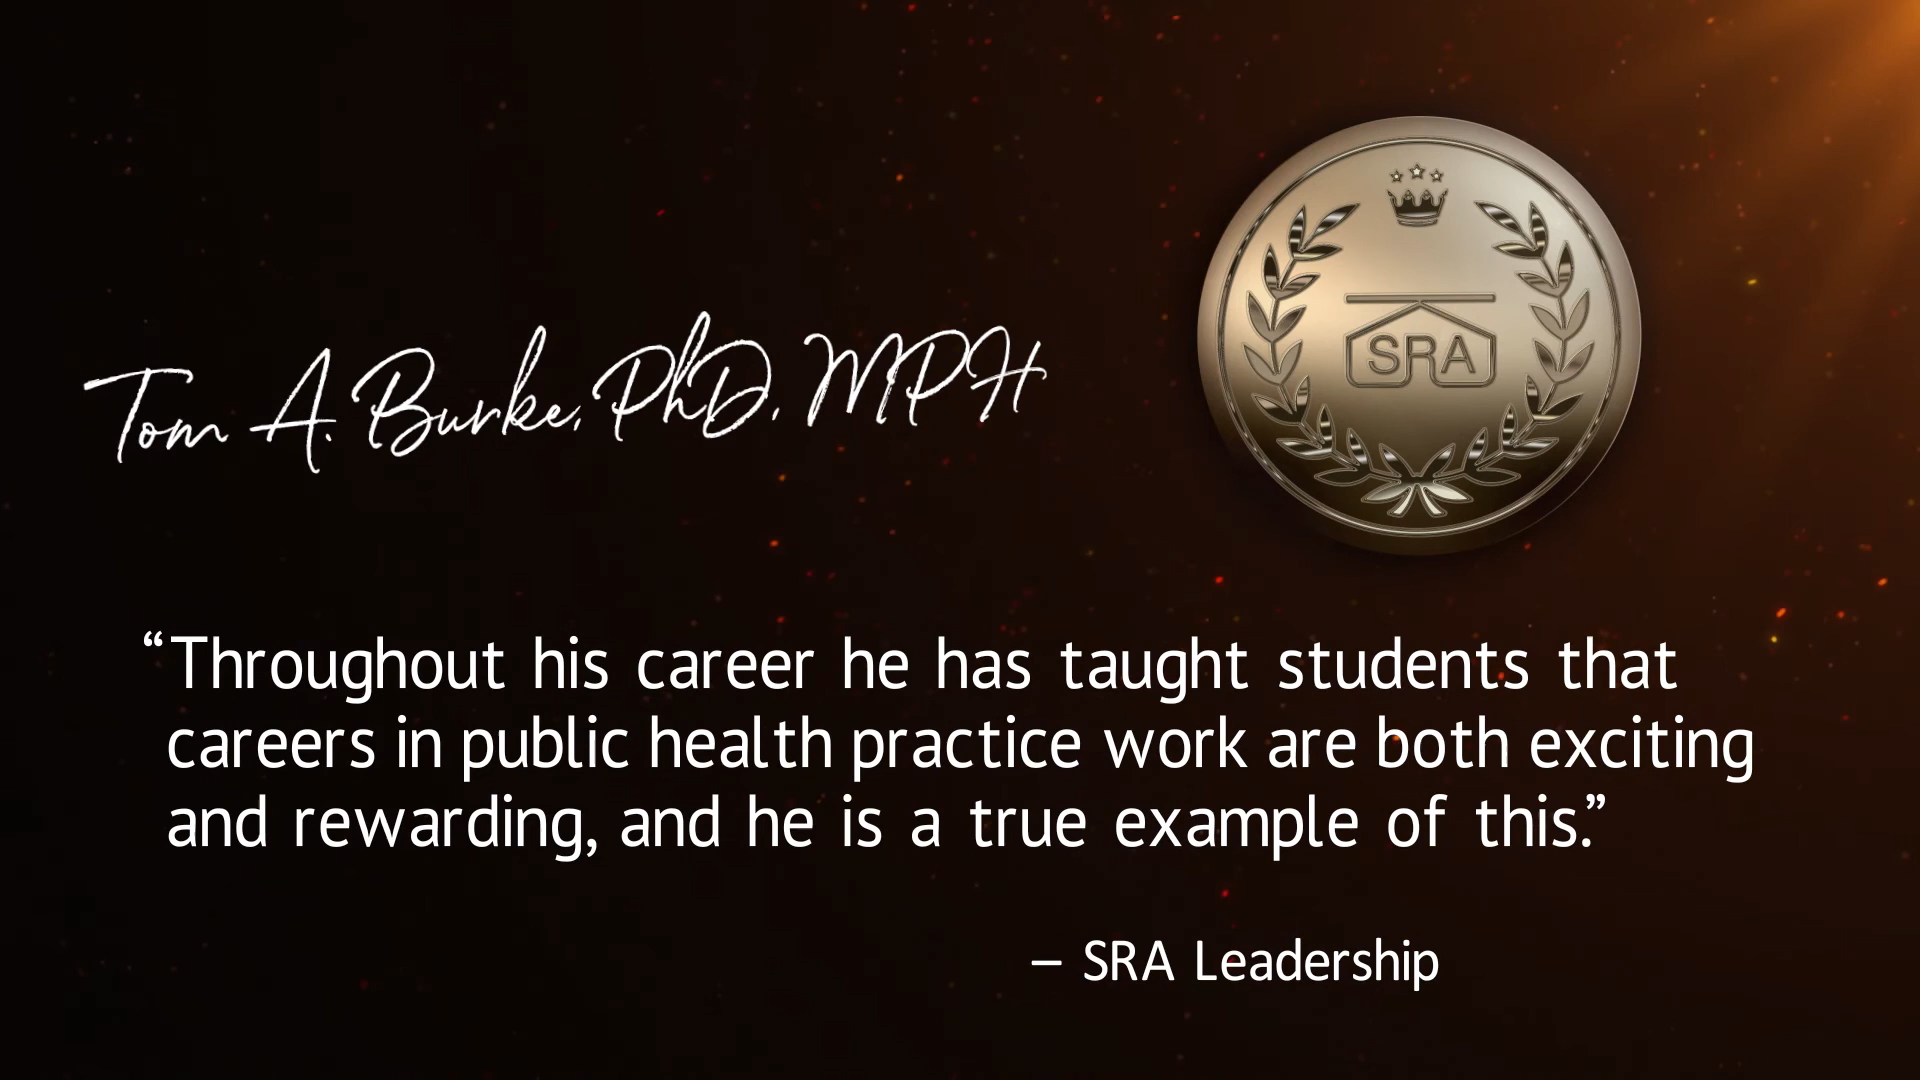 Tom A. Burke, PhD, MPH
SRA
“Throughout his career he has taught students that
careers in public health practice work are both exciting
and rewarding, and he is a true example of this.”
– SRA Leadership